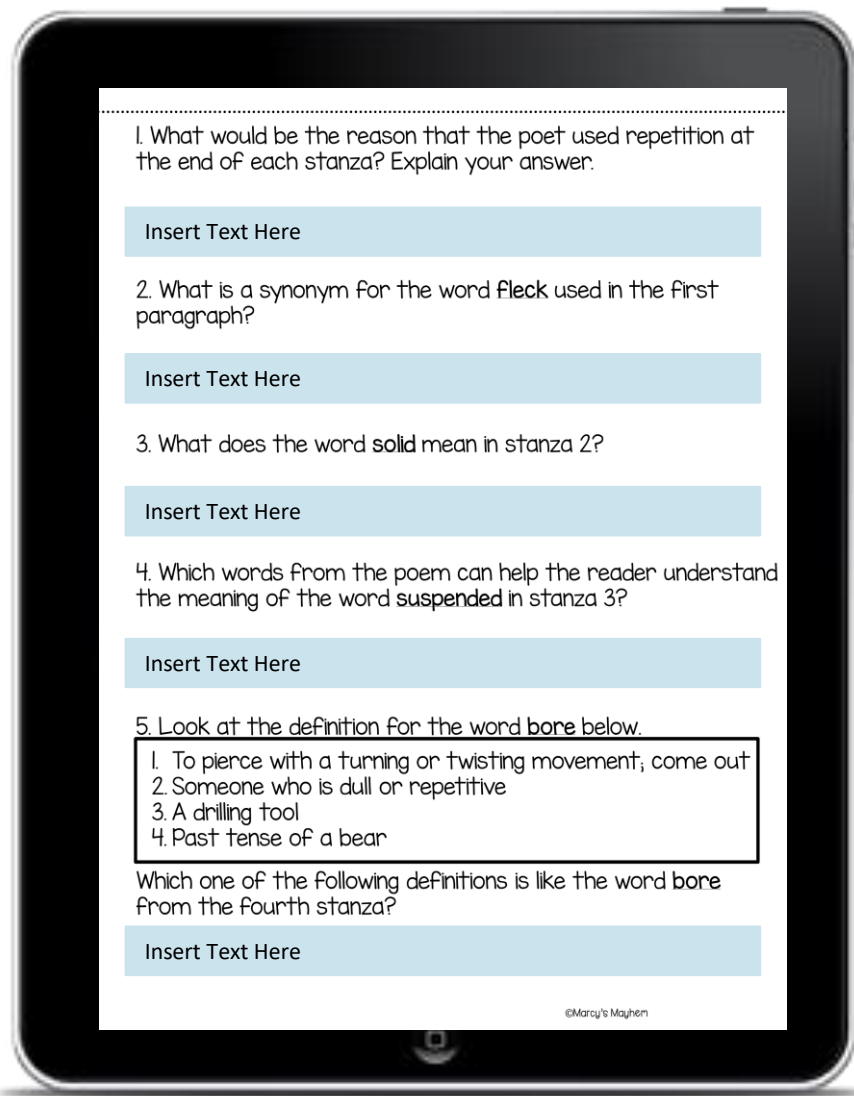 1. What would be the reason that the poet used repetition at
the end of each stanza? Explain your answer.
Insert Text Here
2. What is a synonym for the word fleck used in the first
paragraph?
Insert Text Here
3. What does the word solid mean in stanza 2?
Insert Text Here
4. Which words from the poem can help the reader understand
the meaning of the word suspended in stanza 3?
Insert Text Here
5. Look at the definition for the word bore below.
1. To pierce with a turning or twisting movement; come out
2. Someone who is dull or repetitive
3. A drilling tool
4. Past tense of a bear
Which one of the following definitions is like the word bore
from the fourth stanza?
Insert Text Here
©Marcy's Mayhem